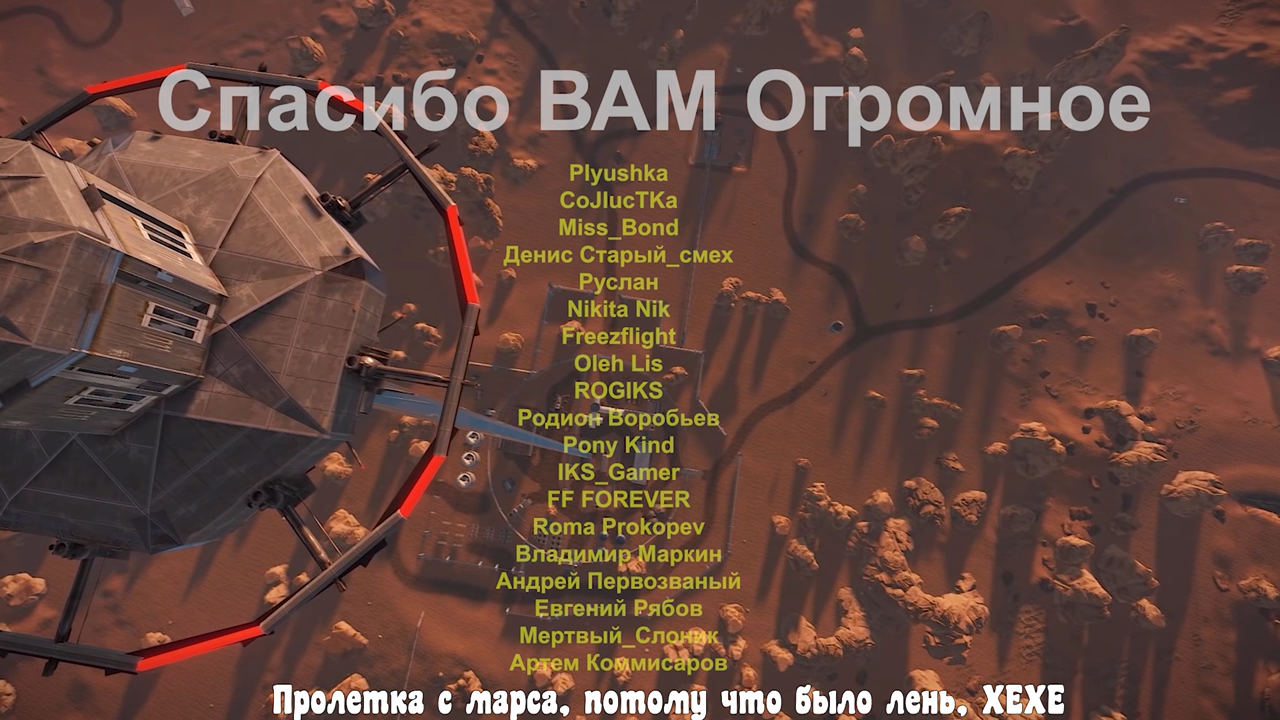 Спасибо ВАМ Огромное
Plyushka
CoJIucTKa
Miss_Bond
Денис Старый_смех
Руслан
Nikita Nik
Freezflight
Oleh Lis
ROGIKS
Родион Воробьев
Pony Kind
IKS_Gamer
FF FOREVER
Roma Prokopev
Владимир Маркин
Андрей Первозваный
Евгений Рябов
Мертвый_Слоник
Артем Коммисаров
Пролетка с марса, потому что было лень, ХЕХЕ